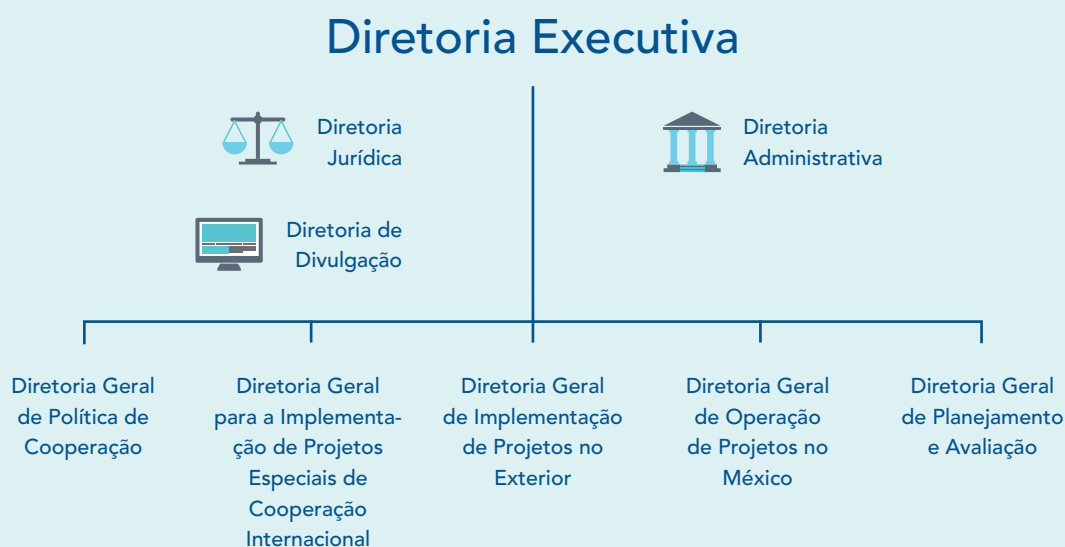 Diretoria Executiva
Diretoria
Jurídica
Diretoria
Administrativa
Diretoria de
Divulgação
Diretoria Geral
de Política de
Cooperação
Diretoria Geral
para a Implementa-
ção de Projetos
Especiais de
Cooperação
Internacional
Diretoria Geral
de Implementação
de Projetos no
Exterior
Diretoria Geral
de Operação
de Projetos no
México
Diretoria Geral
de Planejamento
e Avaliação